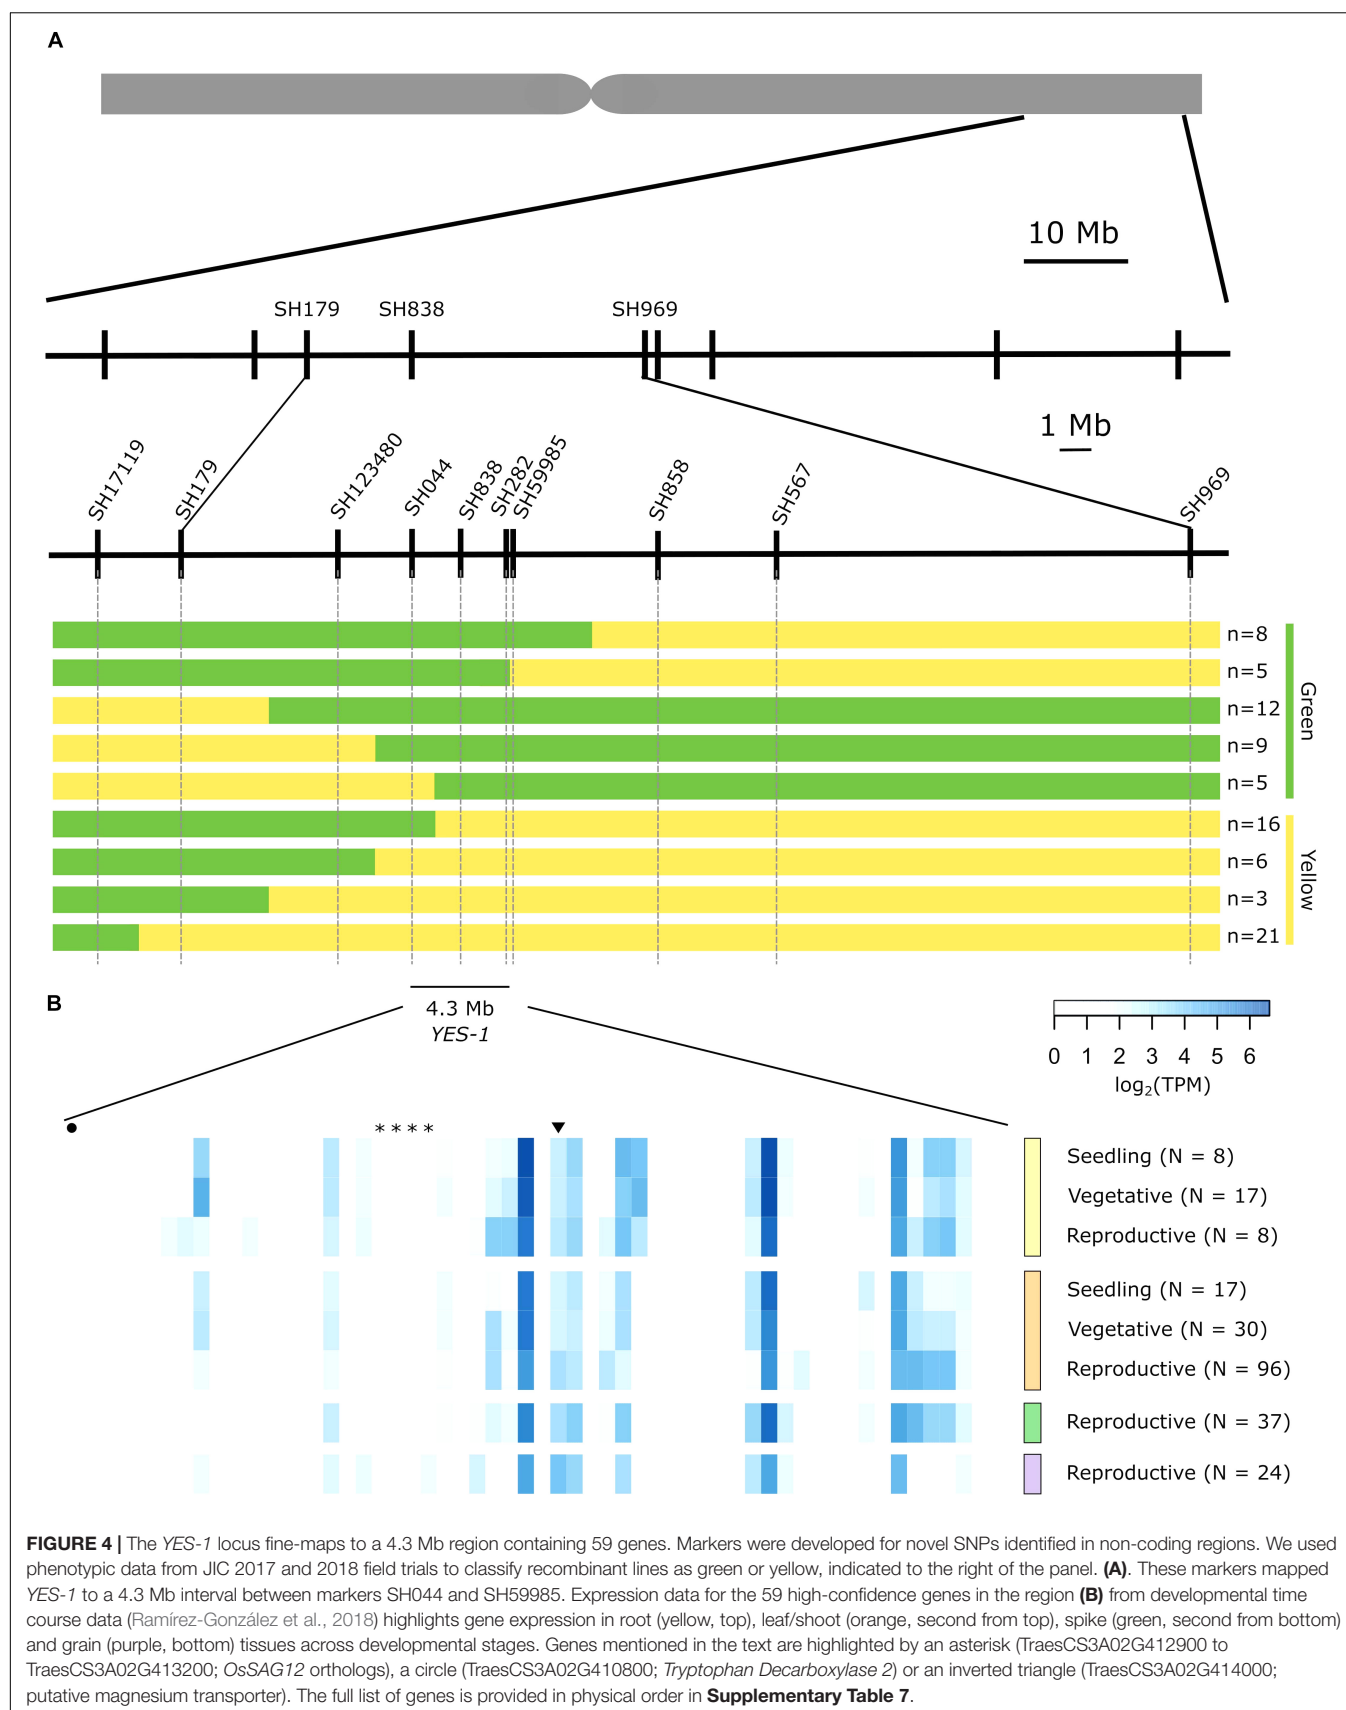 A
10 Mb
SH179 SH838 SH969
1 Mb
SH17119 SH179 SH123480 SH044 SH838 SH282 SH59985 SH858 SH567 SH969
n=8
n=5
n=12
n=9
n=5
Green
n=16
n=6
n=3
n=21
Yellow
B
4.3 Mb
YES-1
0 1 2 3 4 5 6
log₂(TPM)
* * * *
Seedling (N = 8)
Vegetative (N = 17)
Reproductive (N = 8)
Seedling (N = 17)
Vegetative (N = 30)
Reproductive (N = 96)
Reproductive (N = 37)
Reproductive (N = 24)
FIGURE 4 | The YES-1 locus fine-maps to a 4.3 Mb region containing 59 genes. Markers were developed for novel SNPs identified in non-coding regions. We used
phenotypic data from JIC 2017 and 2018 field trials to classify recombinant lines as green or yellow, indicated to the right of the panel. (A). These markers mapped
YES-1 to a 4.3 Mb interval between markers SH044 and SH59985. Expression data for the 59 high-confidence genes in the region (B) from developmental time
course data (Ramírez-González et al., 2018) highlights gene expression in root (yellow, top), leaf/shoot (orange, second from top), spike (green, second from bottom)
and grain (purple, bottom) tissues across developmental stages. Genes mentioned in the text are highlighted by an asterisk (TraesCS3A02G412900 to
TraesCS3A02G413200; OsSAG12 orthologs), a circle (TraesCS3A02G410800; Tryptophan Decarboxylase 2) or an inverted triangle (TraesCS3A02G414000;
putative magnesium transporter). The full list of genes is provided in physical order in Supplementary Table 7.